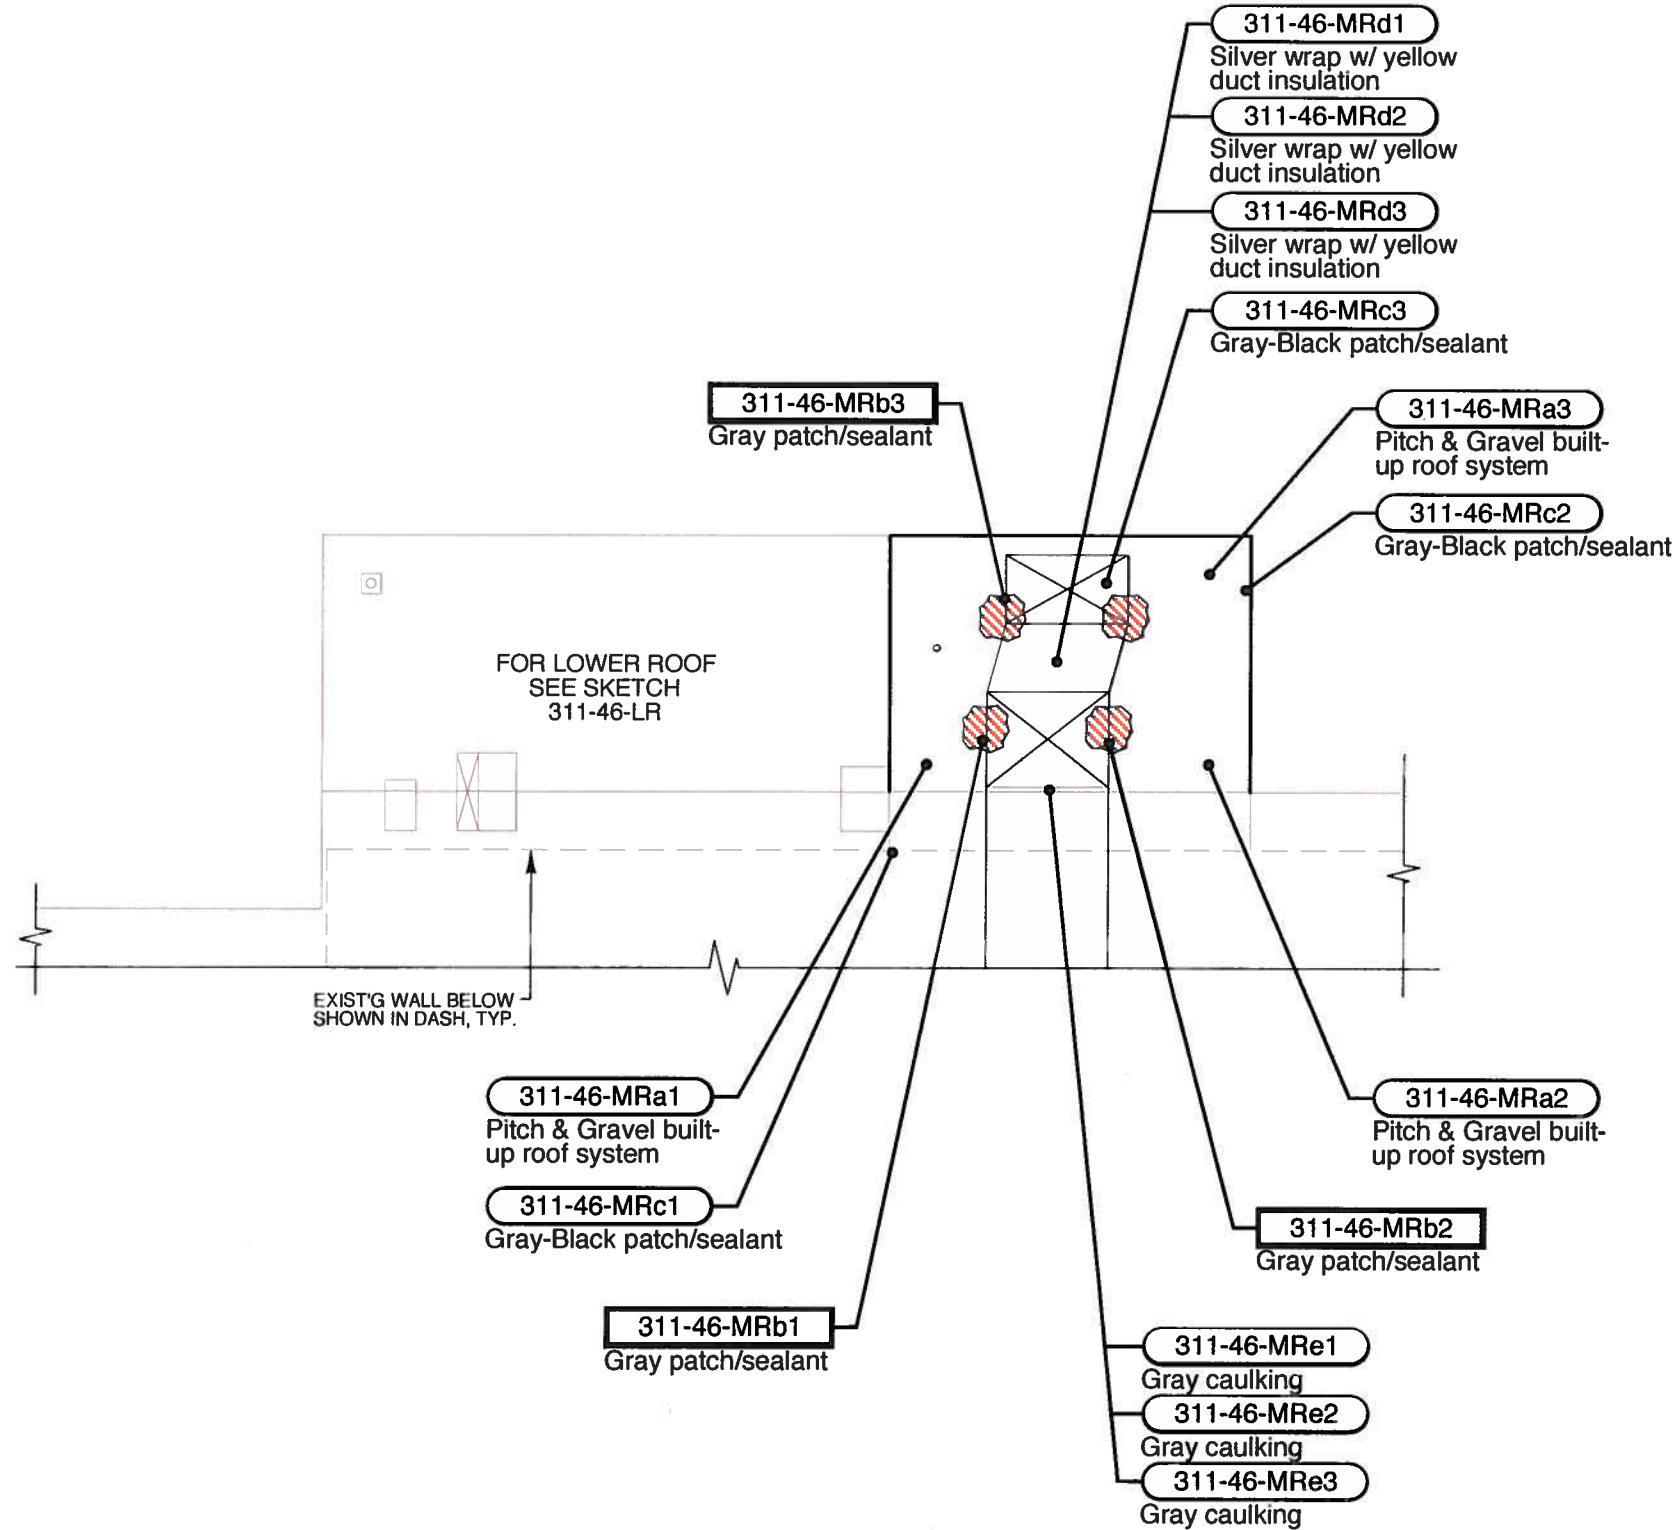 311-46-MRd1
Silver wrap w/ yellow
duct insulation
311-46-MRd2
Silver wrap w/ yellow
duct insulation
311-46-MRd3
Silver wrap w/ yellow
duct insulation
311-46-MRc3
Gray-Black patch/sealant
311-46-MRb3
Gray patch/sealant
311-46-MRa3
Pitch & Gravel built-
up roof system
311-46-MRc2
Gray-Black patch/sealant
FOR LOWER ROOF
SEE SKETCH
311-46-LR
EXIST'G WALL BELOW
SHOWN IN DASH, TYP.
311-46-MRa1
Pitch & Gravel built-
up roof system
311-46-MRc1
Gray-Black patch/sealant
311-46-MRb1
Gray patch/sealant
311-46-MRa2
Pitch & Gravel built-
up roof system
311-46-MRb2
Gray patch/sealant
311-46-MRe1
Gray caulking
311-46-MRe2
Gray caulking
311-46-MRe3
Gray caulking